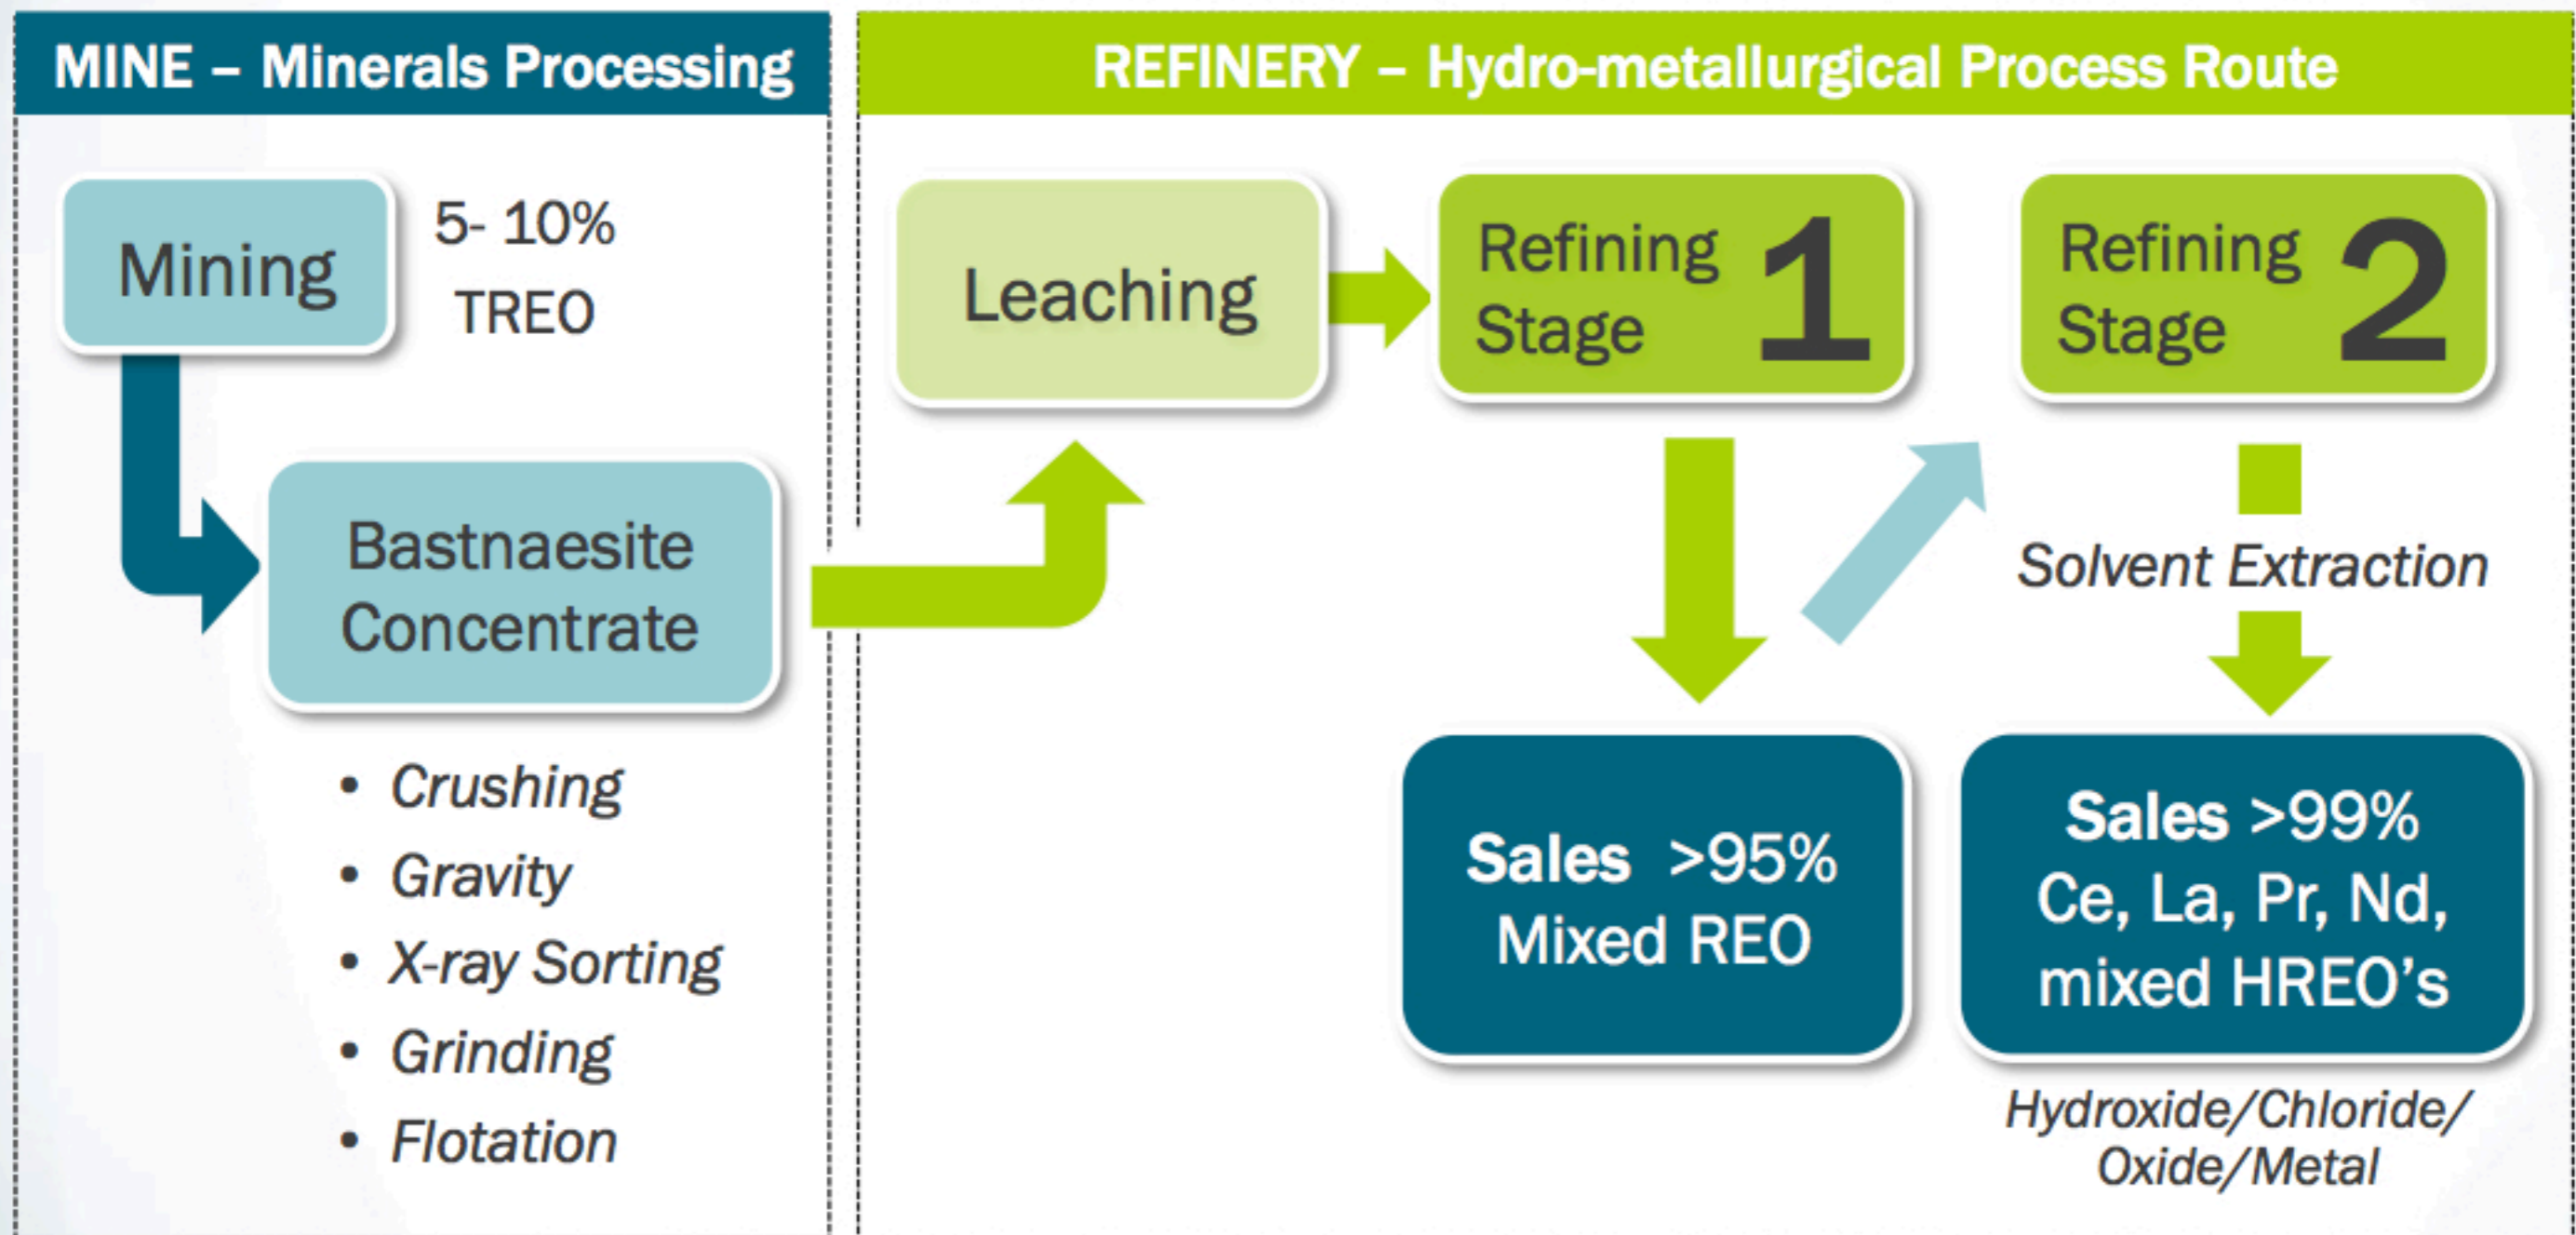 MINE – Minerals Processing
Mining
5- 10%
TREO
Bastnaesite
Concentrate
• Crushing
• Gravity
• X-ray Sorting
• Grinding
• Flotation
REFINERY – Hydro-metallurgical Process Route
Leaching
Refining
Stage 1
Refining
Stage 2
Solvent Extraction
Sales >95%
Mixed REO
Sales >99%
Ce, La, Pr, Nd,
mixed HREO's
Hydroxide/Chloride/
Oxide/Metal